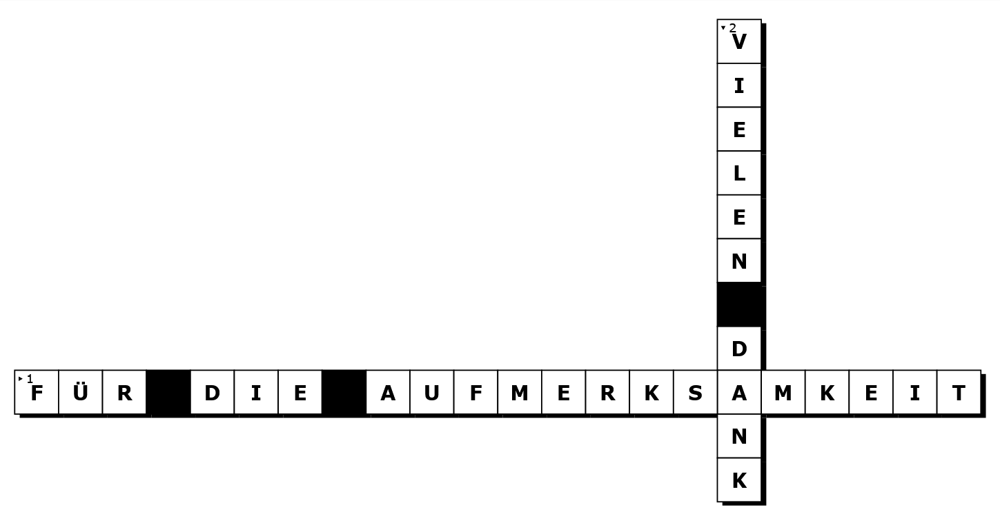 2 VIELEN DANK
1 FÜR DIE AUFMERKSAMKEIT